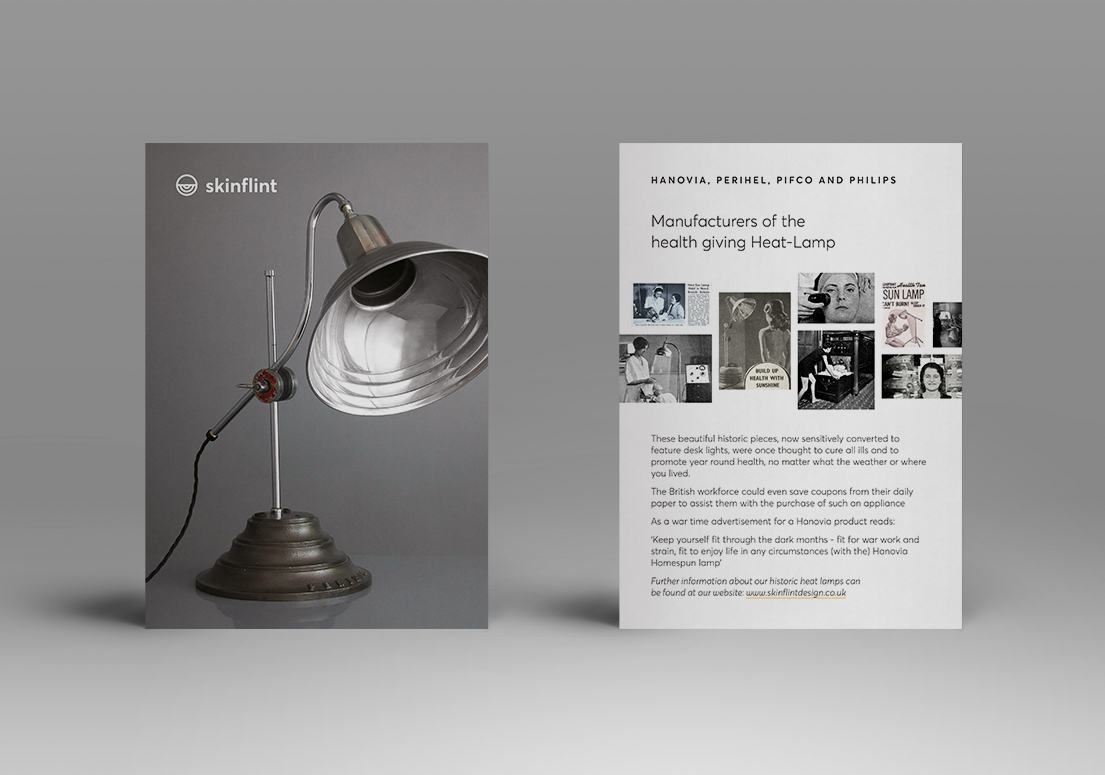 skinflint
HANOVIA, PERIHEL, PIFCO AND PHILIPS
Manufacturers of the
health giving Heat-Lamp
SUN LAMP
BUILD UP
HEALTH WITH
SUNSHINE
These beautiful historic pieces, now sensitively converted to
feature desk lights, were once thought to cure all ills and to
promote year round health, no matter what the weather or where
you lived.
The British workforce could even save coupons from their daily
paper to assist them with the purchase of such an appliance
As a war time advertisement for a Hanovia product reads:
'Keep yourself fit through the dark months - fit for war work and
strain, fit to enjoy life in any circumstances (with the) Hanovia
Homespun lamp'
Further information about our historic heat lamps can
be found at our website: www.skinflintdesign.co.uk